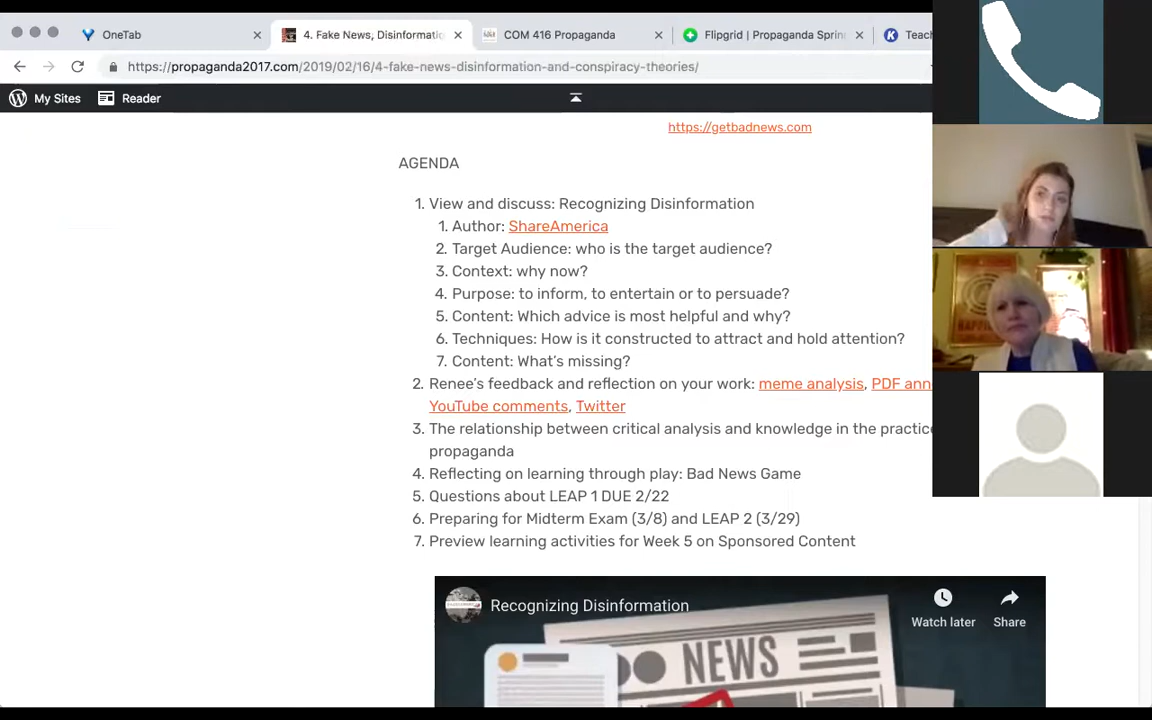 OneTab
4. Fake News, Disinformatio
COM 416 Propaganda
Flipgrid | Propaganda Sprin
Teac
https://propaganda2017.com/2019/02/16/4-fake-news-disinformation-and-conspiracy-theories/
My Sites
Reader
https://getbadnews.com
AGENDA
1. View and discuss: Recognizing Disinformation
1. Author: ShareAmerica
2. Target Audience: who is the target audience?
3. Context: why now?
4. Purpose: to inform, to entertain or to persuade?
5. Content: Which advice is most helpful and why?
6. Techniques: How is it constructed to attract and hold attention?
7. Content: What's missing?
2. Renee's feedback and reflection on your work: meme analysis, PDF ann
YouTube comments, Twitter
3. The relationship between critical analysis and knowledge in the practice
propaganda
4. Reflecting on learning through play: Bad News Game
5. Questions about LEAP 1 DUE 2/22
6. Preparing for Midterm Exam (3/8) and LEAP 2 (3/29)
7. Preview learning activities for Week 5 on Sponsored Content
Recognizing Disinformation
Watch later
Share
NEWS